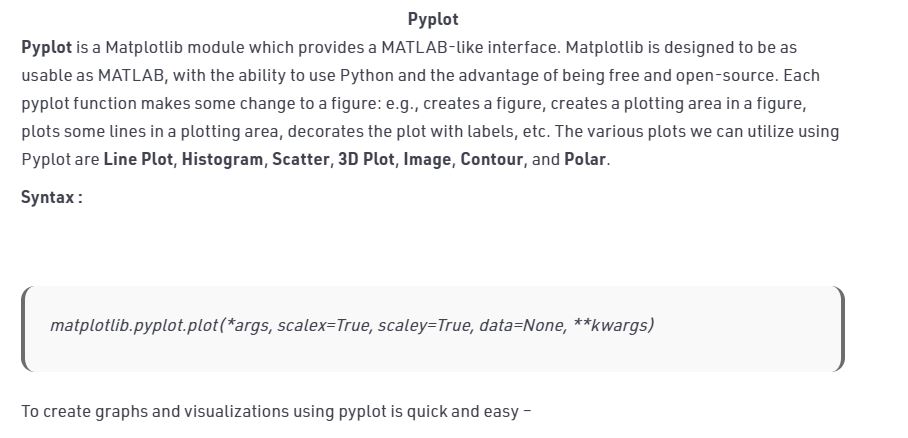 Pyplot
Pyplot is a Matplotlib module which provides a MATLAB-like interface. Matplotlib is designed to be as
usable as MATLAB, with the ability to use Python and the advantage of being free and open-source. Each
pyplot function makes some change to a figure: e.g., creates a figure, creates a plotting area in a figure,
plots some lines in a plotting area, decorates the plot with labels, etc. The various plots we can utilize using
Pyplot are Line Plot, Histogram, Scatter, 3D Plot, Image, Contour, and Polar.
Syntax :
matplotlib.pyplot.plot(*args, scalex=True, scaley=True, data=None, **kwargs)
To create graphs and visualizations using pyplot is quick and easy –